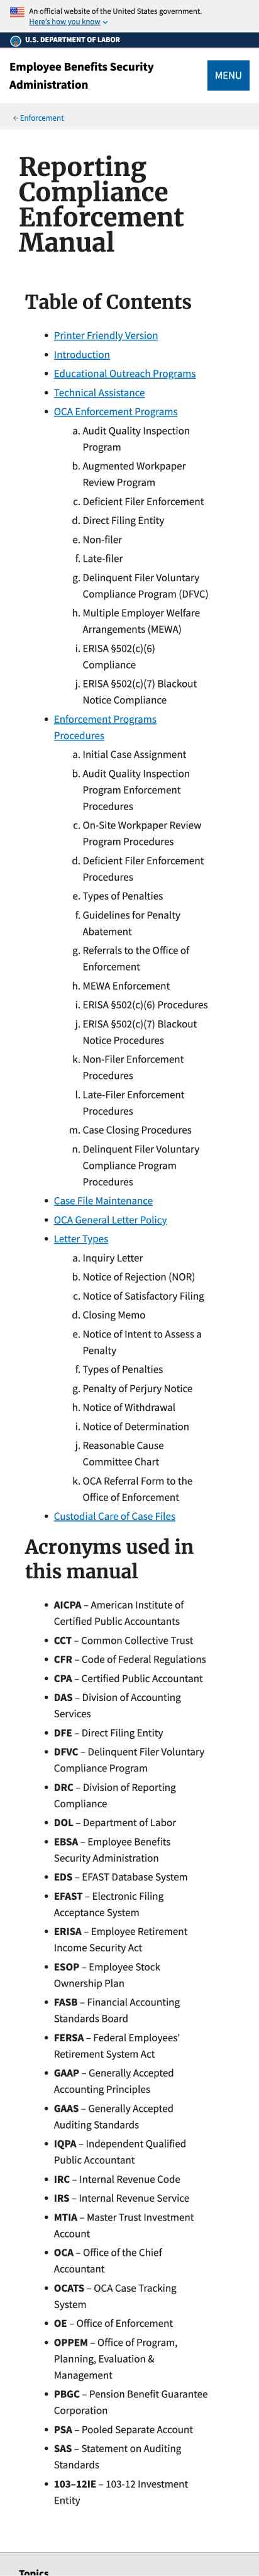 An official website of the United States government.
Here's how you know
U.S. DEPARTMENT OF LABOR
Employee Benefits Security
Administration
MENU
Enforcement
Reporting
Compliance
Enforcement
Manual
Table of Contents
• Printer Friendly Version
• Introduction
• Educational Outreach Programs
• Technical Assistance
• OCA Enforcement Programs
a. Audit Quality Inspection
Program
b. Augmented Workpaper
Review Program
c. Deficient Filer Enforcement
d. Direct Filing Entity
e. Non-filer
f. Late-filer
g. Delinquent Filer Voluntary
Compliance Program (DFVC)
h. Multiple Employer Welfare
Arrangements (MEWA)
i. ERISA §502(c)(6)
Compliance
j. ERISA §502(c)(7) Blackout
Notice Compliance
• Enforcement Programs
Procedures
a. Initial Case Assignment
b. Audit Quality Inspection
Program Enforcement
Procedures
c. On-Site Workpaper Review
Program Procedures
d. Deficient Filer Enforcement
Procedures
e. Types of Penalties
f. Guidelines for Penalty
Abatement
g. Referrals to the Office of
Enforcement
h. MEWA Enforcement
i. ERISA §502(c)(6) Procedures
j. ERISA §502(c)(7) Blackout
Notice Procedures
k. Non-Filer Enforcement
Procedures
l. Late-Filer Enforcement
Procedures
m. Case Closing Procedures
n. Delinquent Filer Voluntary
Compliance Program
Procedures
• Case File Maintenance
• OCA General Letter Policy
• Letter Types
a. Inquiry Letter
b. Notice of Rejection (NOR)
c. Notice of Satisfactory Filing
d. Closing Memo
e. Notice of Intent to Assess a
Penalty
f. Types of Penalties
g. Penalty of Perjury Notice
h. Notice of Withdrawal
i. Notice of Determination
j. Reasonable Cause
Committee Chart
k. OCA Referral Form to the
Office of Enforcement
• Custodial Care of Case Files
Acronyms used in
this manual
• AICPA – American Institute of
Certified Public Accountants
• CCT – Common Collective Trust
• CFR – Code of Federal Regulations
• CPA – Certified Public Accountant
• DAS – Division of Accounting
Services
• DFE – Direct Filing Entity
• DFVC – Delinquent Filer Voluntary
Compliance Program
• DRC – Division of Reporting
Compliance
• DOL – Department of Labor
• EBSA – Employee Benefits
Security Administration
• EDS – EFAST Database System
• EFAST – Electronic Filing
Acceptance System
• ERISA – Employee Retirement
Income Security Act
• ESOP – Employee Stock
Ownership Plan
• FASB – Financial Accounting
Standards Board
• FERSA – Federal Employees'
Retirement System Act
• GAAP – Generally Accepted
Accounting Principles
• GAAS – Generally Accepted
Auditing Standards
• IQPA – Independent Qualified
Public Accountant
• IRC – Internal Revenue Code
• IRS – Internal Revenue Service
• MTIA – Master Trust Investment
Account
• OCA – Office of the Chief
Accountant
• OCATS – OCA Case Tracking
System
• OE – Office of Enforcement
• OPPEM – Office of Program,
Planning, Evaluation &
Management
• PBGC – Pension Benefit Guarantee
Corporation
• PSA – Pooled Separate Account
• SAS – Statement on Auditing
Standards
• 103–12IE – 103-12 Investment
Entity
Topics